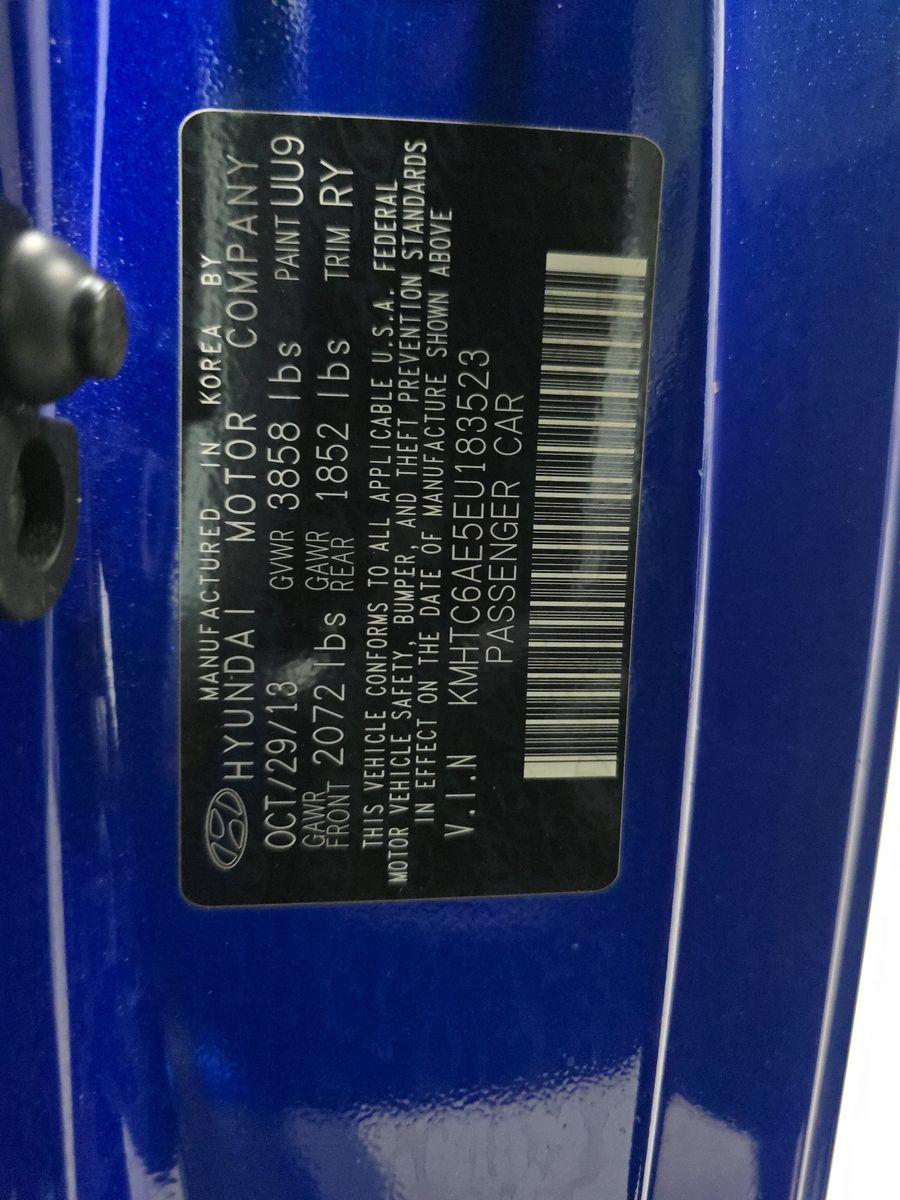 MANUFACTURED IN KOREA BY
HYUNDAI MOTOR COMPANY
OCT/29/13 GVWR 3858 lbs PAINT UU9
GAWR FRONT 2072 lbs GAWR REAR 1852 lbs TRIM RY
THIS VEHICLE CONFORMS TO ALL APPLICABLE U.S.A. FEDERAL
MOTOR VEHICLE SAFETY, BUMPER, AND THEFT PREVENTION STANDARDS
IN EFFECT ON THE DATE OF MANUFACTURE SHOWN ABOVE
V.I.N KMHTC6AE5EU183523
PASSENGER CAR